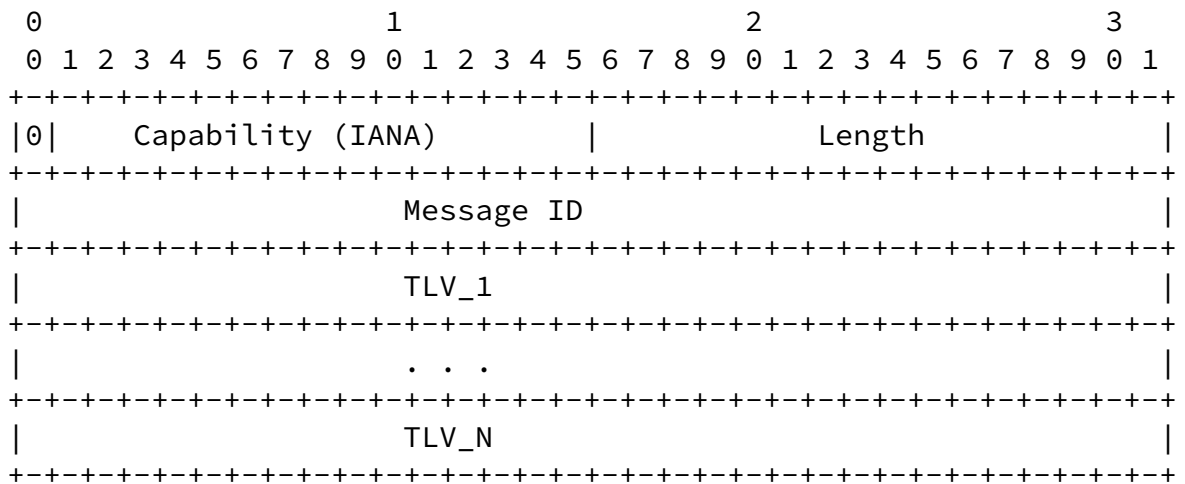 0                   1                   2                   3
 0 1 2 3 4 5 6 7 8 9 0 1 2 3 4 5 6 7 8 9 0 1 2 3 4 5 6 7 8 9 0 1
+-+-+-+-+-+-+-+-+-+-+-+-+-+-+-+-+-+-+-+-+-+-+-+-+-+-+-+-+-+-+-+-+
|0|    Capability (IANA)        |            Length             |
+-+-+-+-+-+-+-+-+-+-+-+-+-+-+-+-+-+-+-+-+-+-+-+-+-+-+-+-+-+-+-+-+
|                     Message ID                                |
+-+-+-+-+-+-+-+-+-+-+-+-+-+-+-+-+-+-+-+-+-+-+-+-+-+-+-+-+-+-+-+-+
|                     TLV_1                                     |
+-+-+-+-+-+-+-+-+-+-+-+-+-+-+-+-+-+-+-+-+-+-+-+-+-+-+-+-+-+-+-+-+
|                     . . .                                     |
+-+-+-+-+-+-+-+-+-+-+-+-+-+-+-+-+-+-+-+-+-+-+-+-+-+-+-+-+-+-+-+-+
|                     TLV_N                                     |
+-+-+-+-+-+-+-+-+-+-+-+-+-+-+-+-+-+-+-+-+-+-+-+-+-+-+-+-+-+-+-+-+